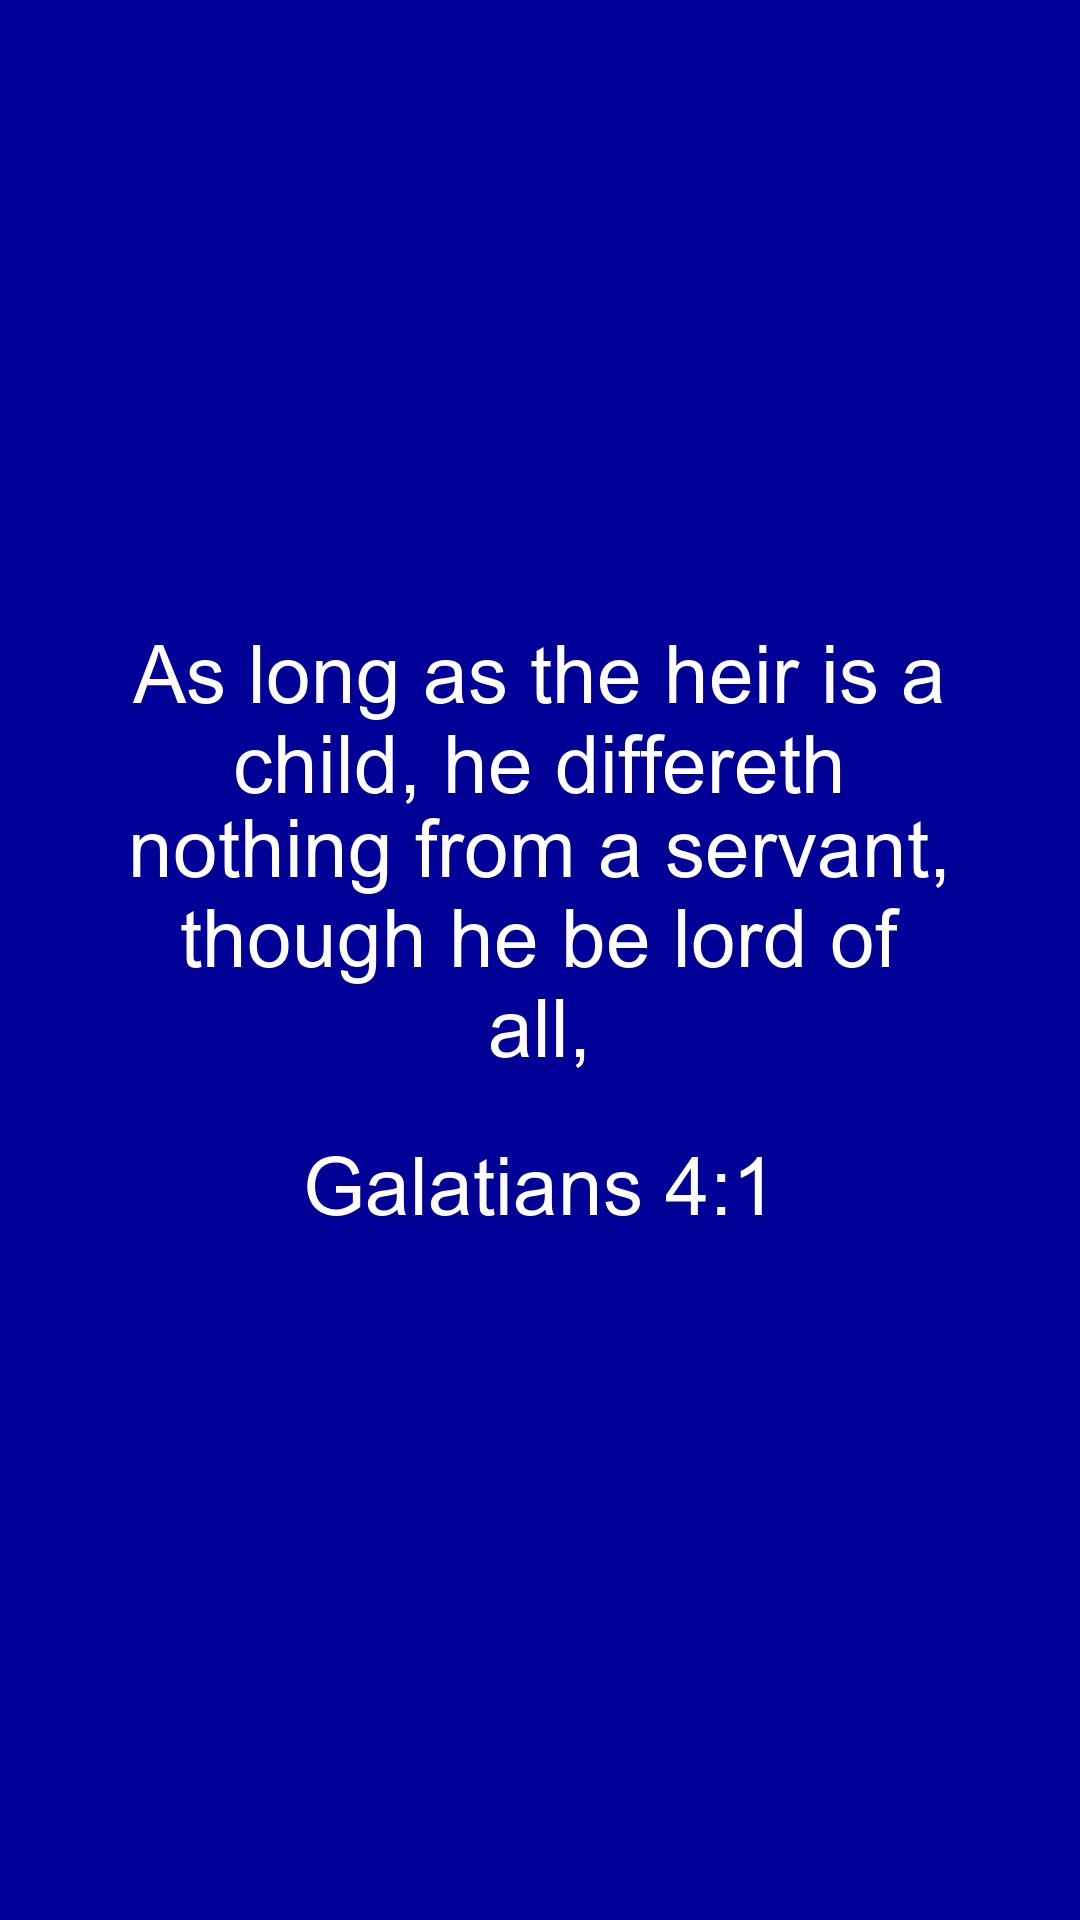 As long as the heir is a
child, he differeth
nothing from a servant,
though he be lord of
all,
Galatians 4:1